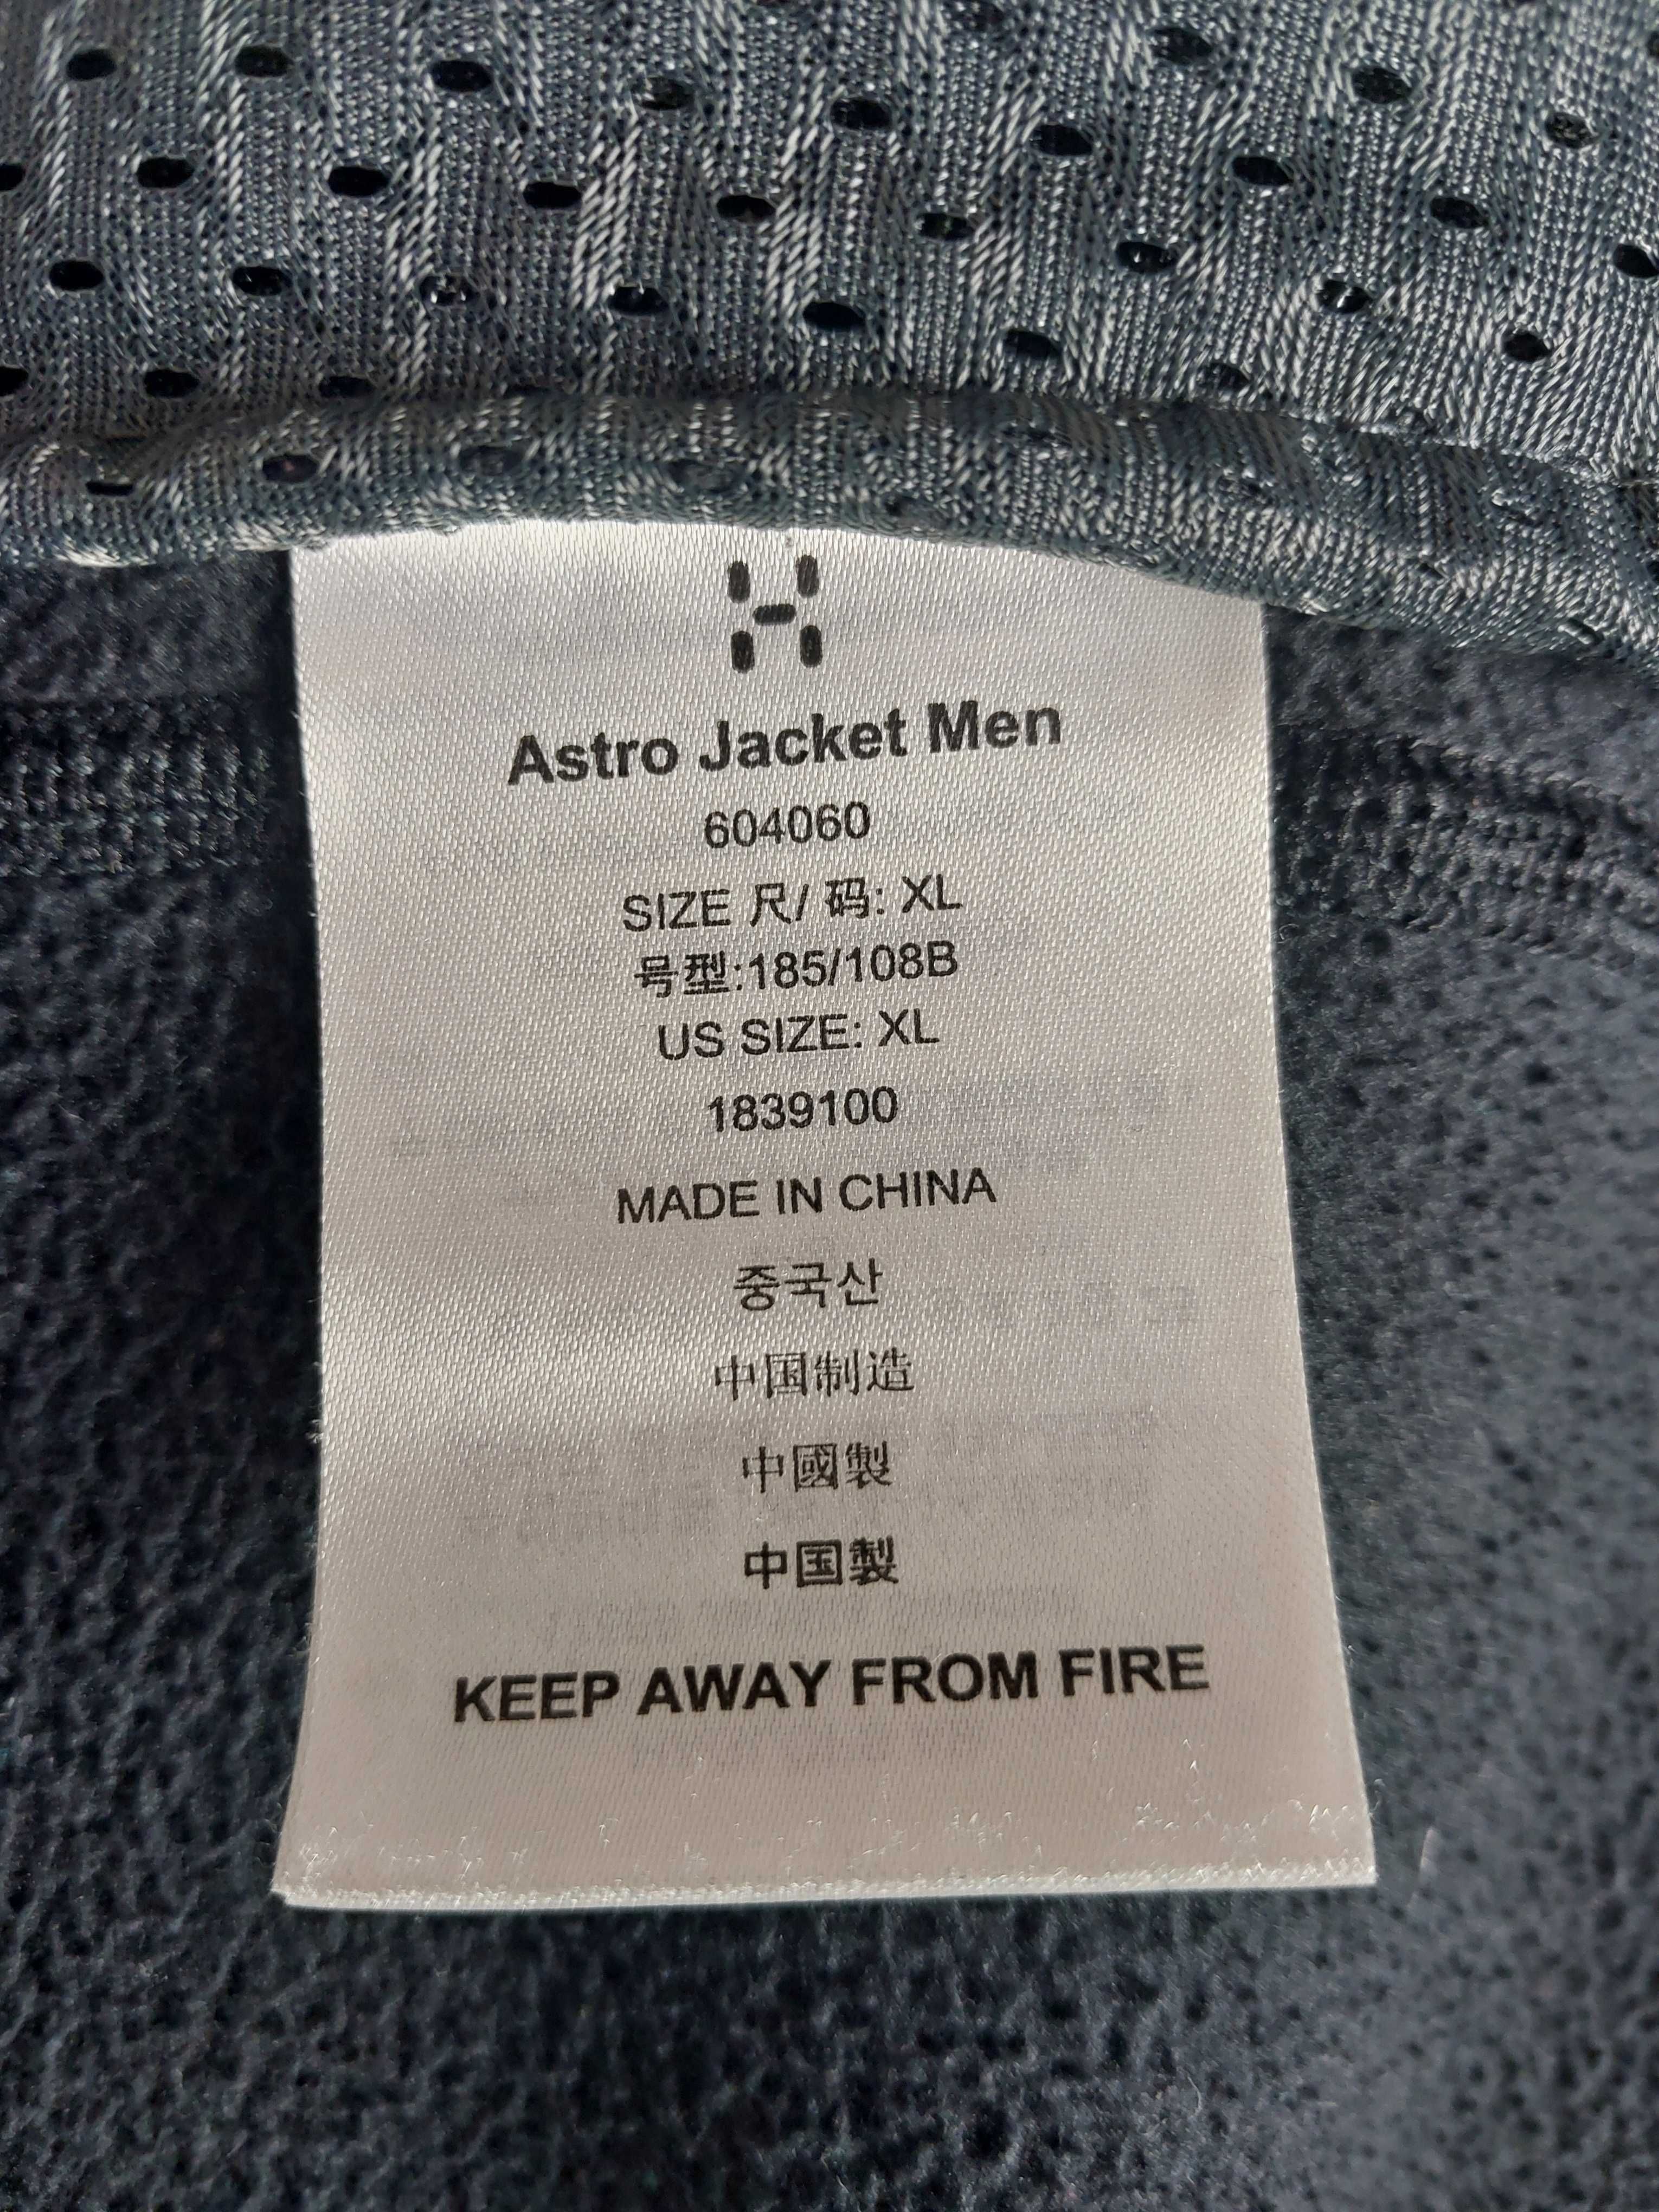 Astro Jacket Men
604060
SIZE 尺/ 码: XL
号型:185/108B
US SIZE: XL
1839100
MADE IN CHINA
중국산
中国制造
中國製
中国製
KEEP AWAY FROM FIRE